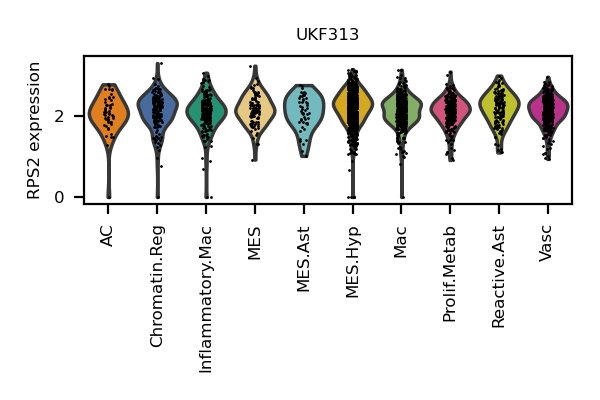 UKF313
RPS2 expression
2
0
AC
Chromatin.Reg
Inflammatory.Mac
MES
MES.Ast
MES.Hyp
Mac
Prolif.Metab
Reactive.Ast
Vasc